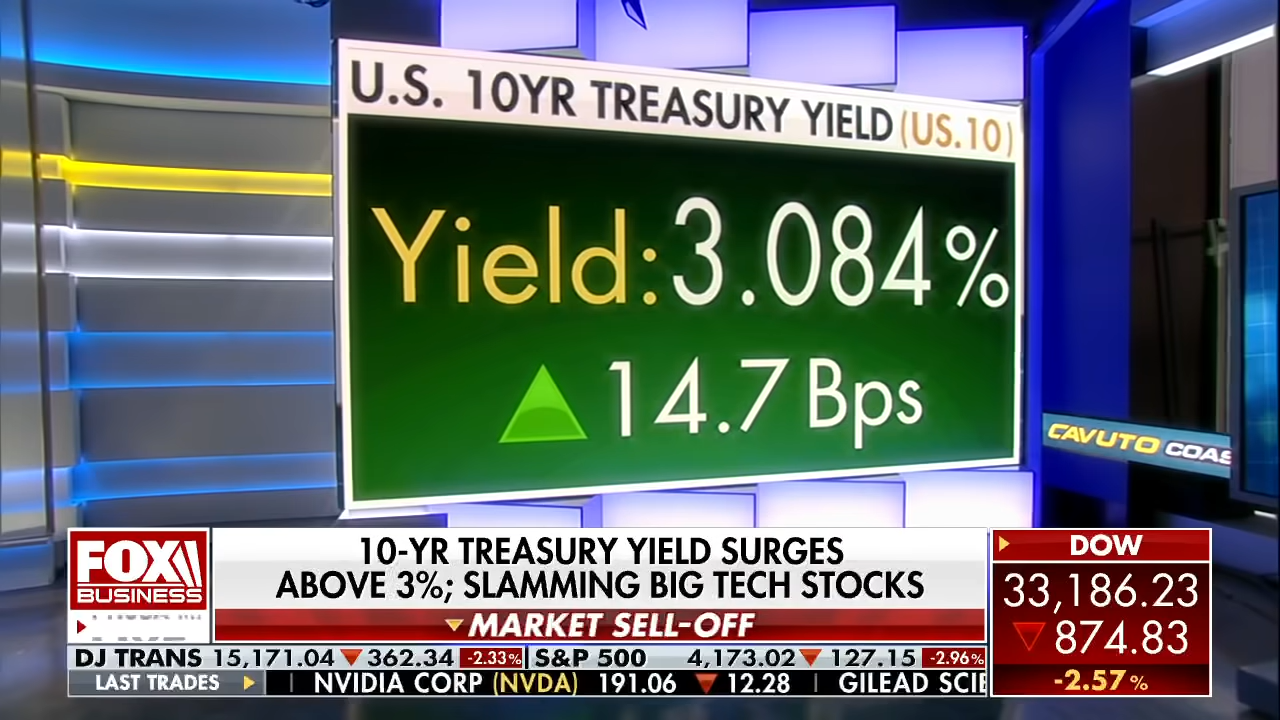 U.S. 10YR TREASURY YIELD (US.10)
Yield: 3.084%
▲ 14.7 Bps
CAVUTO COAS
FOX BUSINESS
10-YR TREASURY YIELD SURGES
ABOVE 3%; SLAMMING BIG TECH STOCKS
MARKET SELL-OFF
DOW
33,186.23
▼ 874.83
-2.57%
DJ TRANS 15,171.04 ▼ 362.34 -2.33% S&P 500 4,173.02 ▼ 127.15 -2.96%
LAST TRADES NVIDIA CORP (NVDA) 191.06 ▼ 12.28 GILEAD SCIE